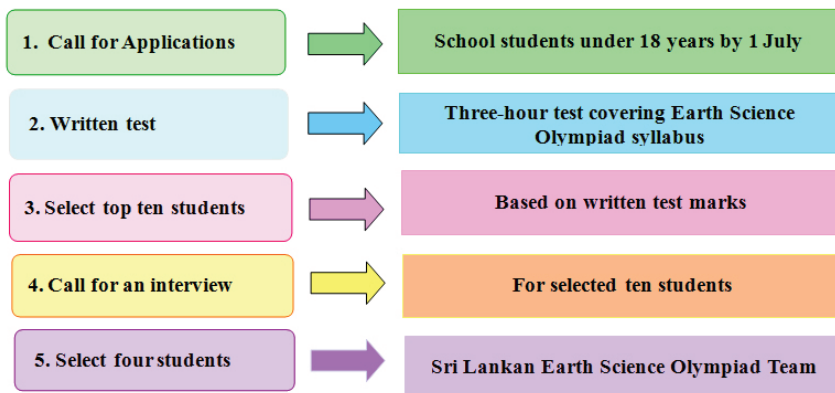 1. Call for Applications
School students under 18 years by 1 July
2. Written test
Three-hour test covering Earth Science
Olympiad syllabus
3. Select top ten students
Based on written test marks
4. Call for an interview
For selected ten students
5. Select four students
Sri Lankan Earth Science Olympiad Team